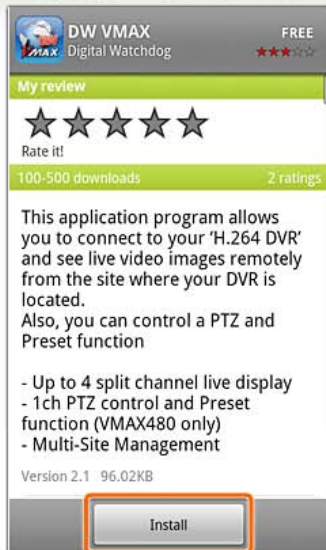 DW VMAX
FREE
VMAX
Digital Watchdog
My review
Rate it!
100-500 downloads
2 ratings
This application program allows
you to connect to your 'H.264 DVR'
and see live video images remotely
from the site where your DVR is
located.
Also, you can control a PTZ and
Preset function
- Up to 4 split channel live display
- 1ch PTZ control and Preset
function (VMAX480 only)
- Multi-Site Management
Version 2.1 96.02KB
Install